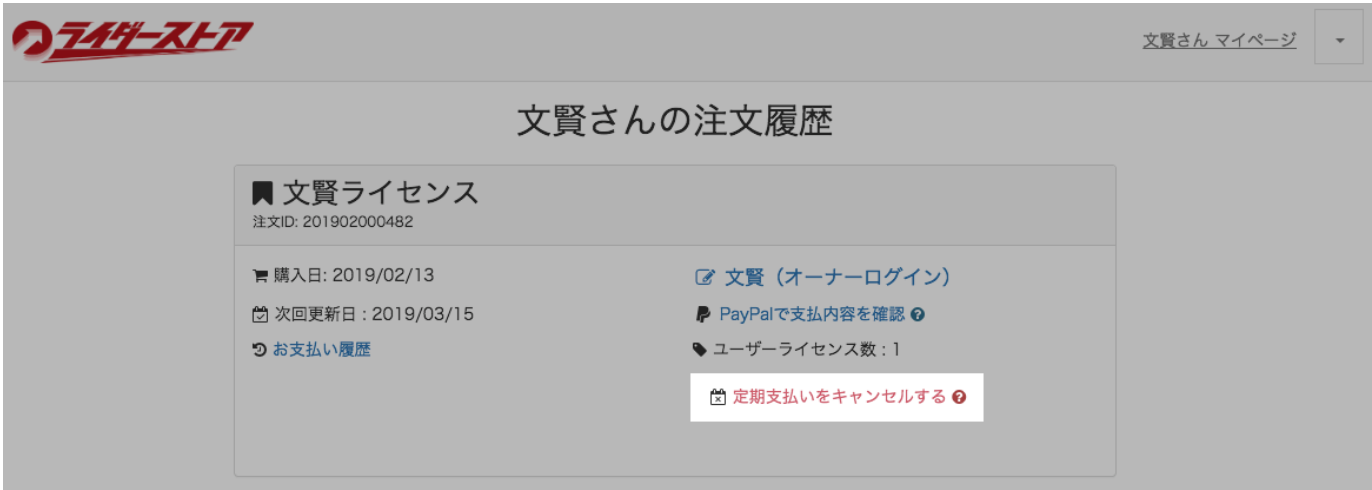 ライダーストア
文賢さん マイページ
文賢さんの注文履歴
文賢ライセンス
注文ID: 201902000482
購入日: 2019/02/13
文賢（オーナーログイン）
次回更新日 : 2019/03/15
PayPalで支払内容を確認
お支払い履歴
ユーザーライセンス数 : 1
定期支払いをキャンセルする